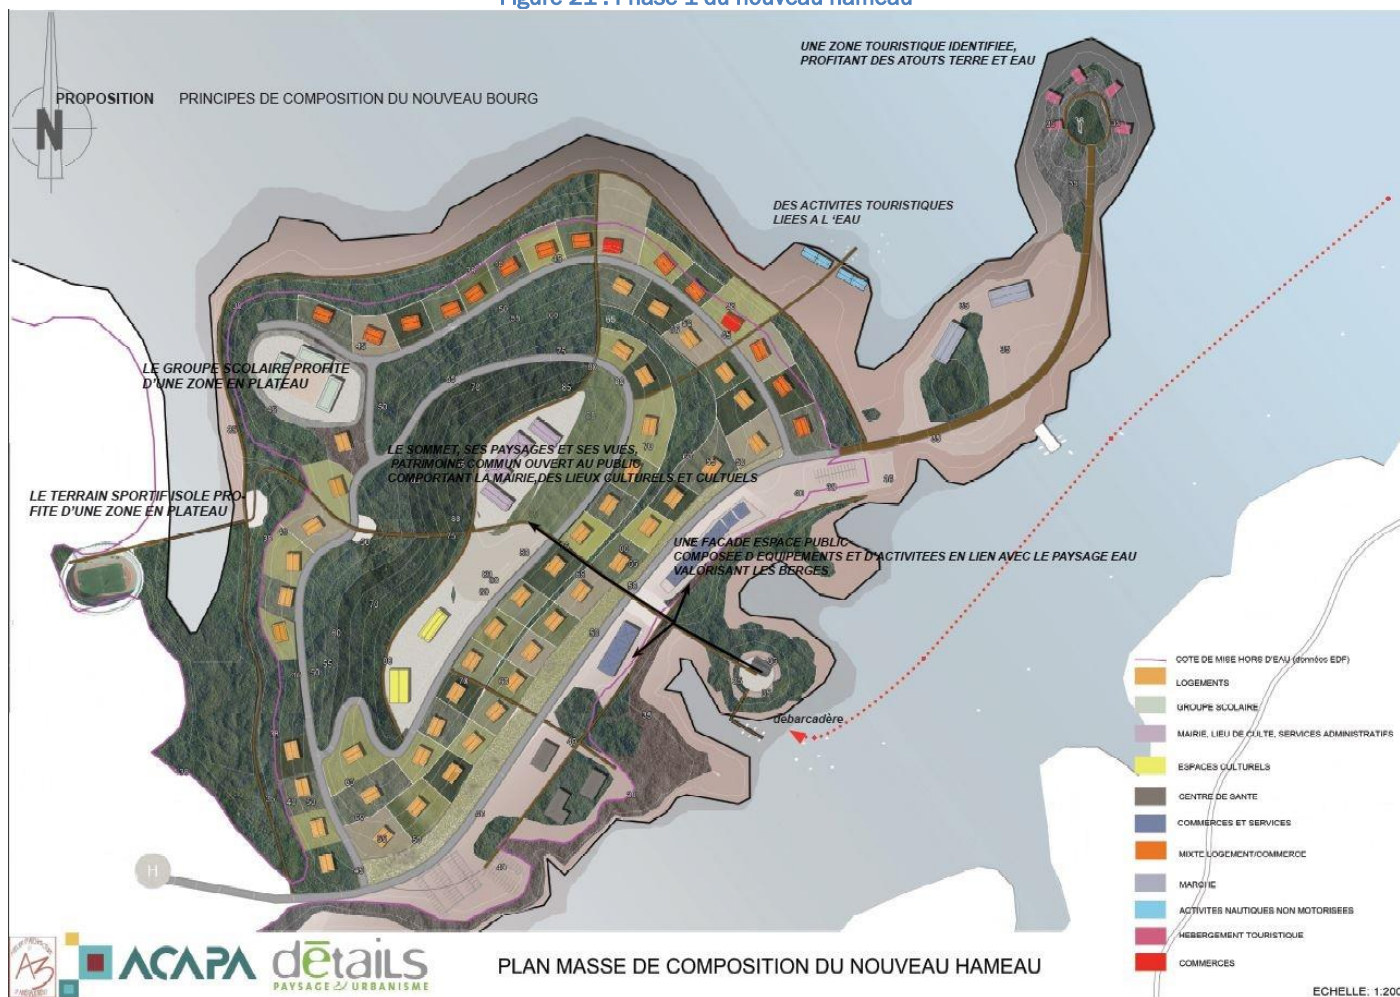 Figure 21 : Phase 1 du nouveau hameau
PROPOSITION PRINCIPES DE COMPOSITION DU NOUVEAU BOURG
N
UNE ZONE TOURISTIQUE IDENTIFIEE,
PROFITANT DES ATOUTS TERRE ET EAU
DES ACTIVITES TOURISTIQUES
LIEES A L 'EAU
LE GROUPE SCOLAIRE PROFITE
D'UNE ZONE EN PLATEAU
LE SOMMET, SES PAYSAGES ET SES VUES,
PATRIMOINE COMMUN OUVERT AU PUBLIC
COMPORTANT LA MAIRIE,DES LIEUX CULTURELS ET CULTUELS
LE TERRAIN SPORTIF ISOLE PRO-
FITE D'UNE ZONE EN PLATEAU
UNE FACADE ESPACE PUBLIC
COMPOSEE D EQUIPEMENTS ET D'ACTIVITEES EN LIEN AVEC LE PAYSAGE EAU
VALORISANT LES BERGES
débarcadère
H
COTE DE MISE HORS D'EAU (données EDF)
LOGEMENTS
GROUPE SCOLAIRE
MAIRIE, LIEU DE CULTE, SERVICES ADMINISTRATIFS
ESPACES CULTURELS
CENTRE DE SANTE
COMMERCES ET SERVICES
MIXTE LOGEMENT/COMMERCE
MARCHE
ACTIVITES NAUTIQUES NON MOTORISEES
HEBERGEMENT TOURISTIQUE
COMMERCES
A3
ACAPA
détails
PAYSAGE & URBANISME
PLAN MASSE DE COMPOSITION DU NOUVEAU HAMEAU
ECHELLE: 1:200